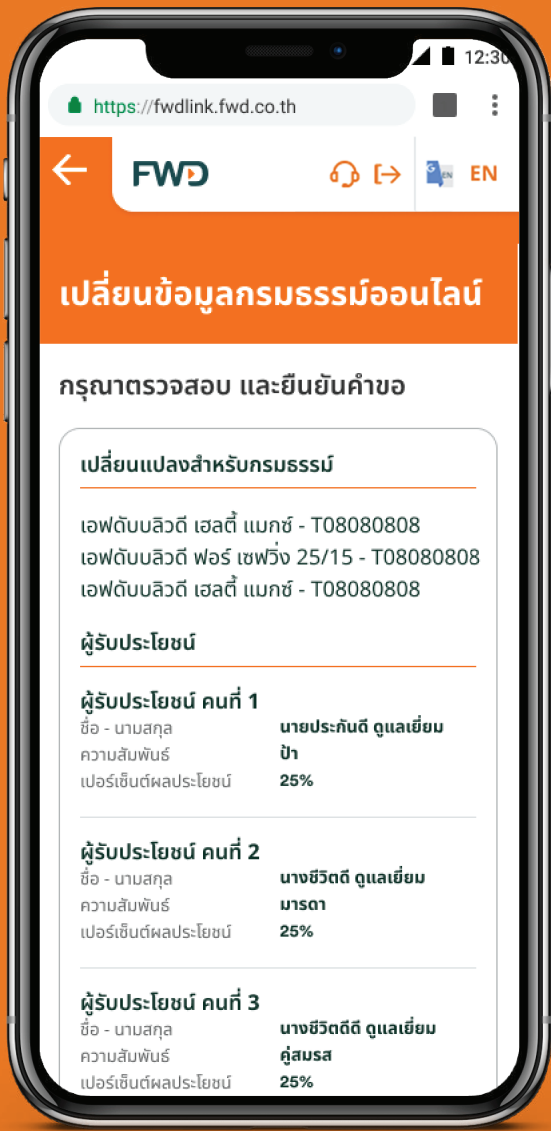 12:30
https://fwdlink.fwd.co.th
FWD
G EN
EN
เปลี่ยนข้อมูลกรมธรรม์ออนไลน์
กรุณาตรวจสอบ และยืนยันคำขอ
เปลี่ยนแปลงสำหรับกรมธรรม์
เอฟดับบลิวดี เฮลตี้ แมกซ์ - T08080808
เอฟดับบลิวดี ฟอร์ เซฟวิ่ง 25/15 - T08080808
เอฟดับบลิวดี เฮลตี้ แมกซ์ - T08080808
ผู้รับประโยชน์
ผู้รับประโยชน์ คนที่ 1
ชื่อ - นามสกุล นายประกันดี ดูแลเยี่ยม
ความสัมพันธ์ ป้า
เปอร์เซ็นต์ผลประโยชน์ 25%
ผู้รับประโยชน์ คนที่ 2
ชื่อ - นามสกุล นางชีวิตดี ดูแลเยี่ยม
ความสัมพันธ์ มารดา
เปอร์เซ็นต์ผลประโยชน์ 25%
ผู้รับประโยชน์ คนที่ 3
ชื่อ - นามสกุล นางชีวิตดีดี ดูแลเยี่ยม
ความสัมพันธ์ คู่สมรส
เปอร์เซ็นต์ผลประโยชน์ 25%